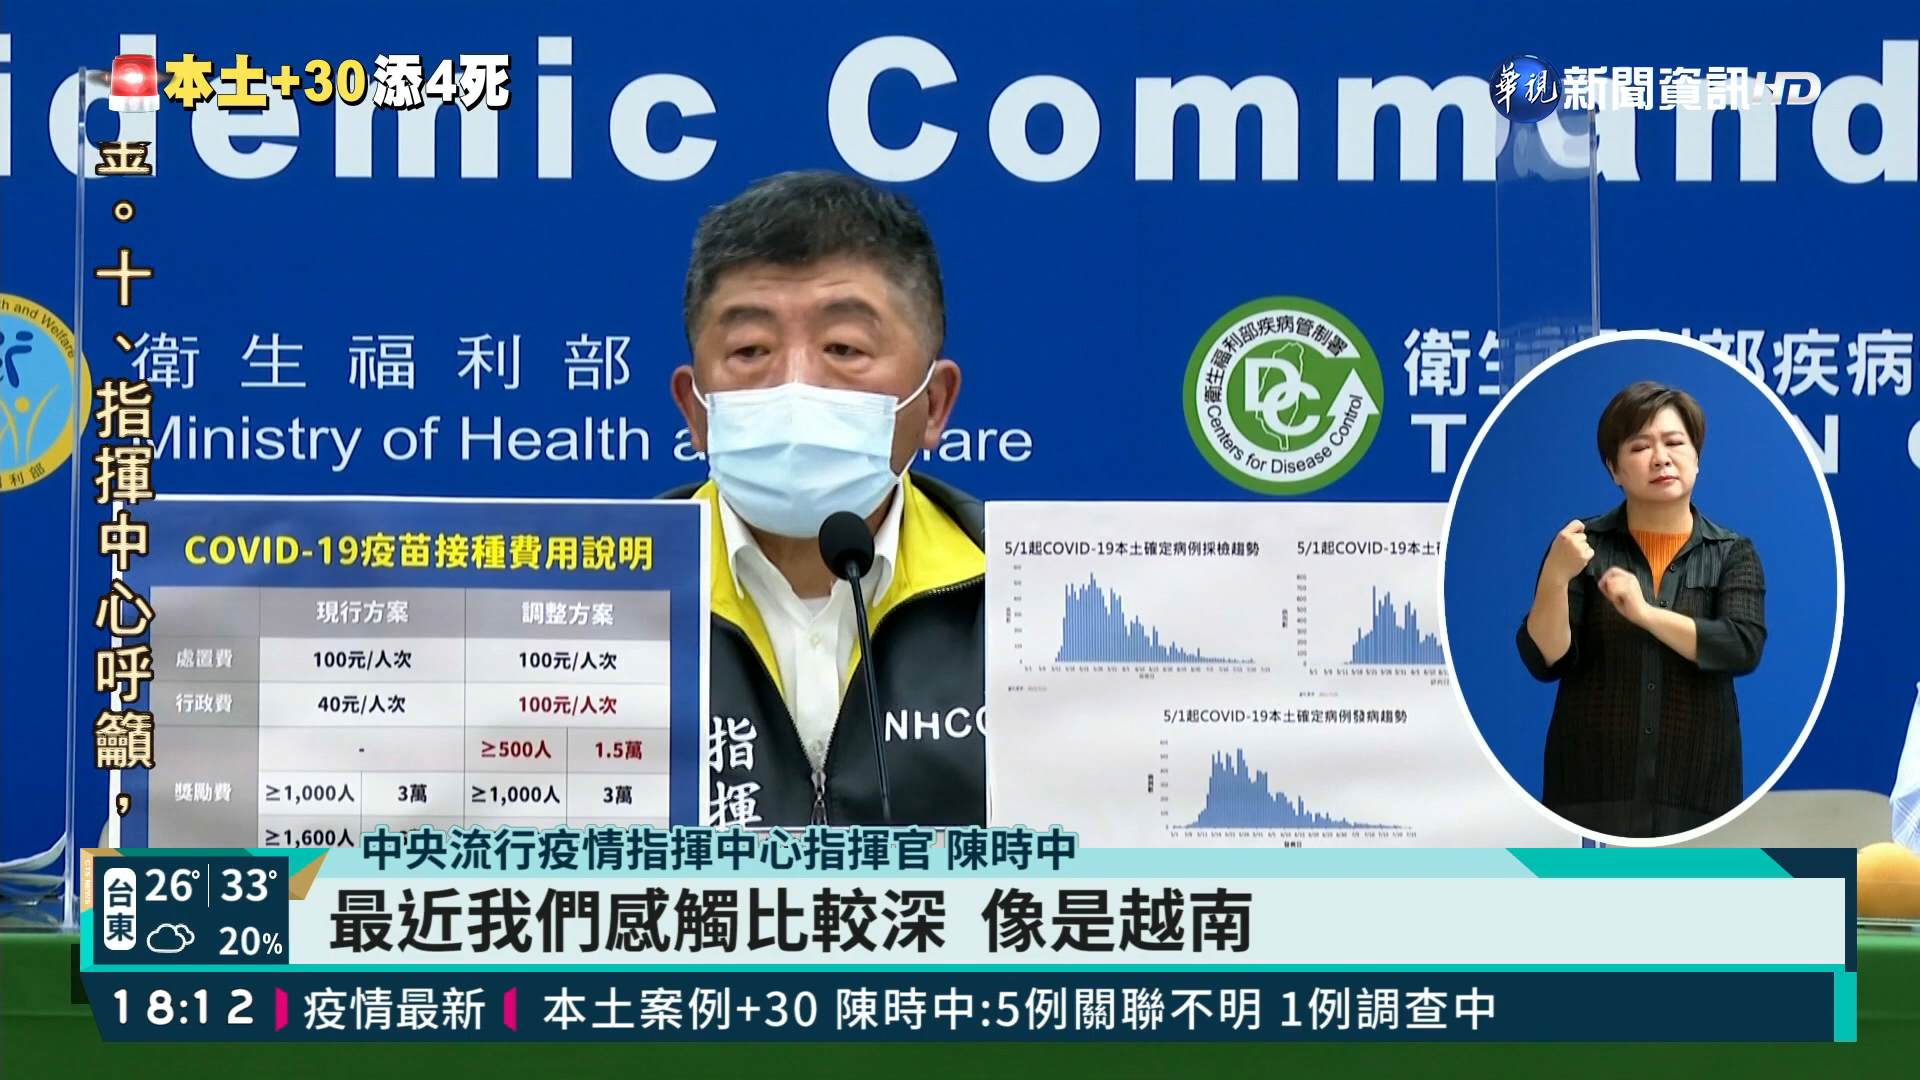 本土+30添4死
華視新聞資訊HD
idemic Command
金。十、指揮中心呼籲，
衛生福利部
Ministry of Health a are
衛生福利部疾病管制署
Centers for Disease Control
DC
COVID-19疫苗接種費用說明
現行方案 調整方案
處置費 100元/人次 100元/人次
行政費 40元/人次 100元/人次
- ≥500人 1.5萬
獎勵費 ≥1,000人 3萬 ≥1,000人 3萬
≥1,600人
指揮
NHCC
5/1起COVID-19本土確定病例採檢趨勢
5/1起COVID-19本土
5/1起COVID-19本土確定病例發病趨勢
中央流行疫情指揮中心指揮官 陳時中
最近我們感觸比較深 像是越南
台東 26° 33°
20%
18:12 疫情最新 本土案例+30 陳時中:5例關聯不明 1例調查中